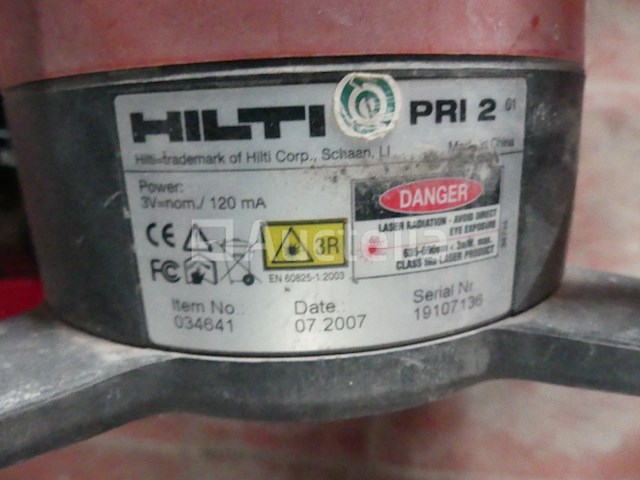 HILTI PRI 2 01
Hilti=trademark of Hilti Corp., Schaan, LI Made in China
Power:
3V=nom./ 120 mA
DANGER
LASER RADIATION - AVOID DIRECT
EYE EXPOSURE
CLASS LASER PRODUCT
CE
FC
3R
EN 60825-1:2003
Auctelia
Item No.
034641
Date
07.2007
Serial Nr.
19107136